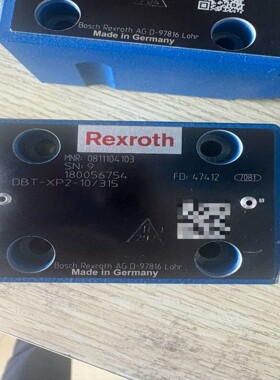 Bosch Rexroth AG D-97816 Lohr
Made in Germany
Rexroth
MNR: 0811104103
SN: 9
180056754
FD: 47412
7081
DBT-XP2-10/315
Bosch Rexroth AG D-97816 Lohr
Made in Germany